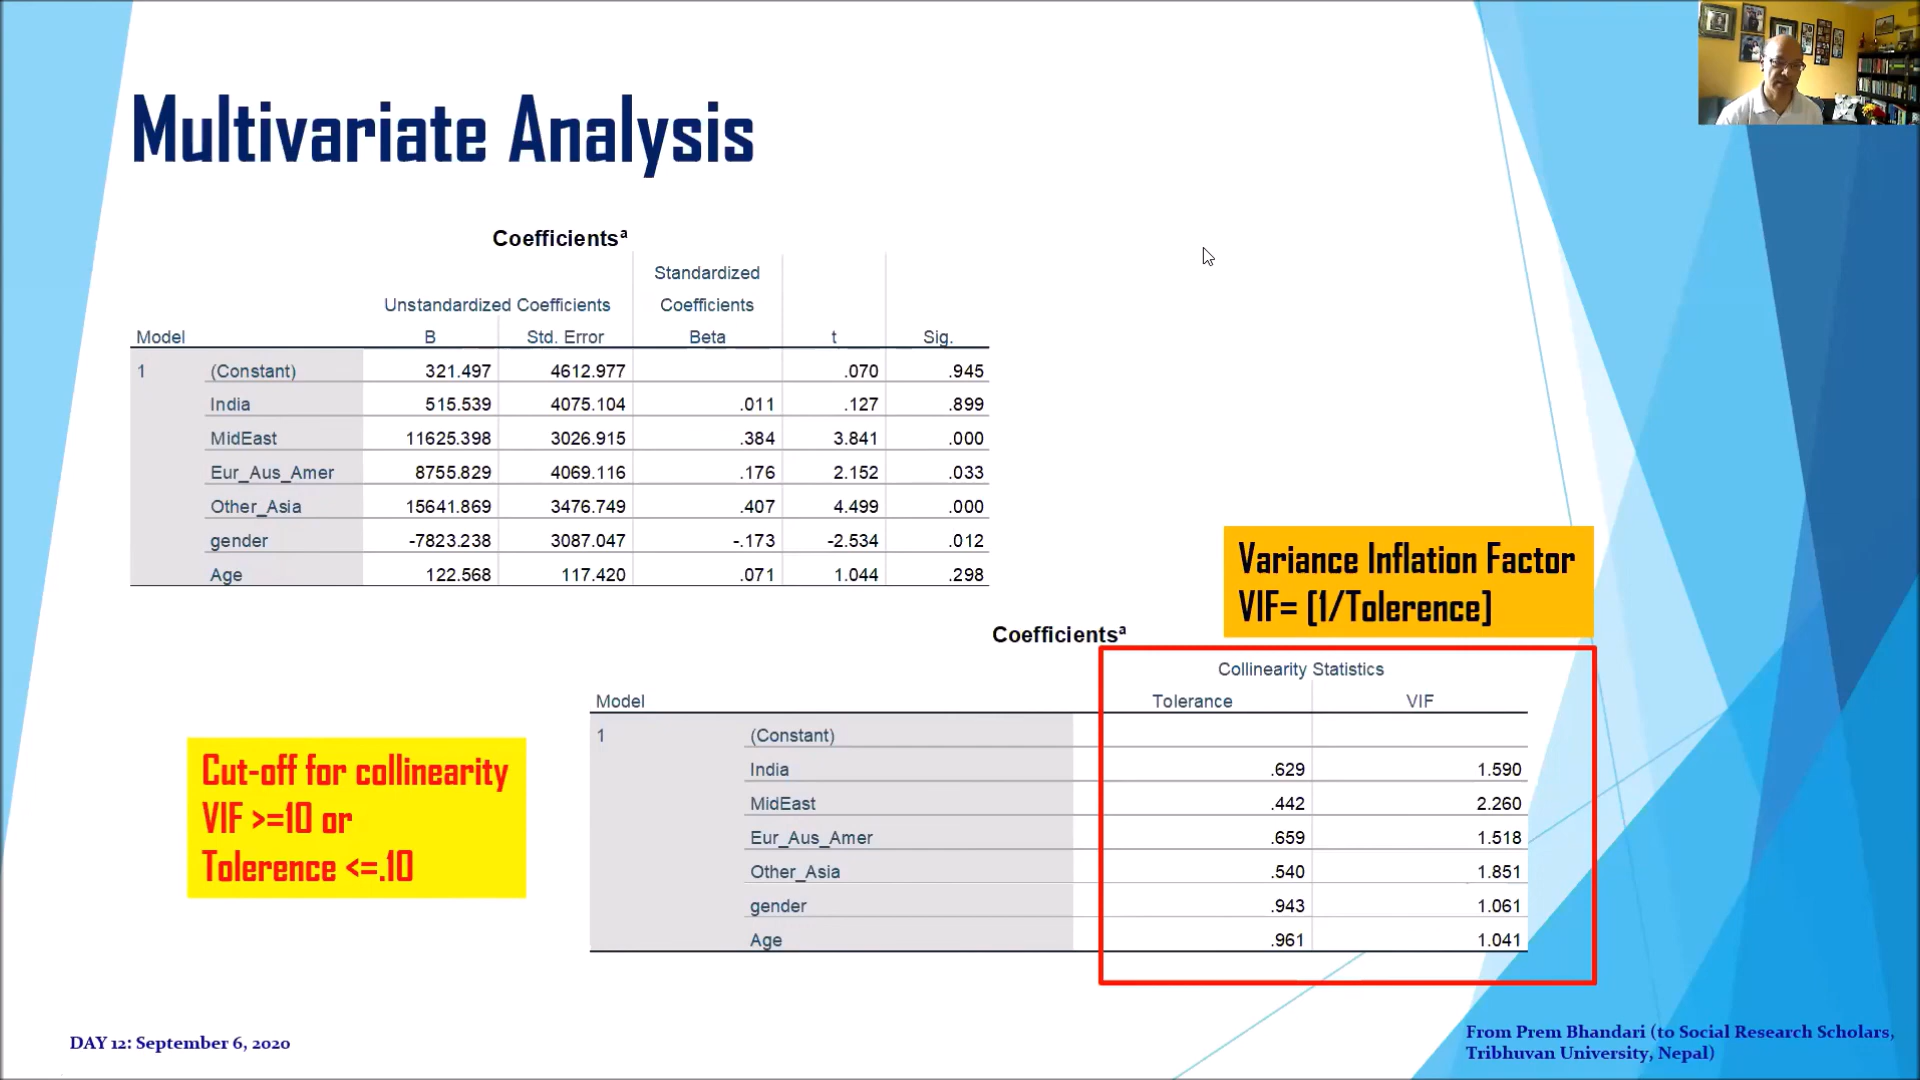 Multivariate Analysis
Coefficientsᵃ
Standardized
Unstandardized Coefficients Coefficients
Model B Std. Error Beta t Sig.
1 (Constant) 321.497 4612.977 .070 .945
India 515.539 4075.104 .011 .127 .899
MidEast 11625.398 3026.915 .384 3.841 .000
Eur_Aus_Amer 8755.829 4069.116 .176 2.152 .033
Other_Asia 15641.869 3476.749 .407 4.499 .000
gender -7823.238 3087.047 -.173 -2.534 .012
Age 122.568 117.420 .071 1.044 .298
Variance Inflation Factor
VIF= [1/Tolerence]
Coefficientsᵃ
Collinearity Statistics
Model Tolerance VIF
1 (Constant)
India .629 1.590
MidEast .442 2.260
Eur_Aus_Amer .659 1.518
Other_Asia .540 1.851
gender .943 1.061
Age .961 1.041
Cut-off for collinearity
VIF >=10 or
Tolerence <=.10
DAY 12: September 6, 2020
From Prem Bhandari (to Social Research Scholars,
Tribhuvan University, Nepal)